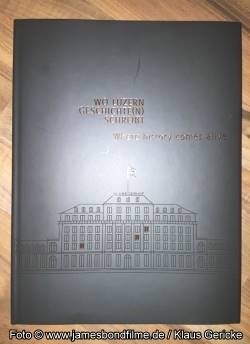 WO LUZERN
GESCHICHTE(N)
SCHREIBT
Where history comes alive
Foto © www.jamesbondfilme.de / Klaus Gericke